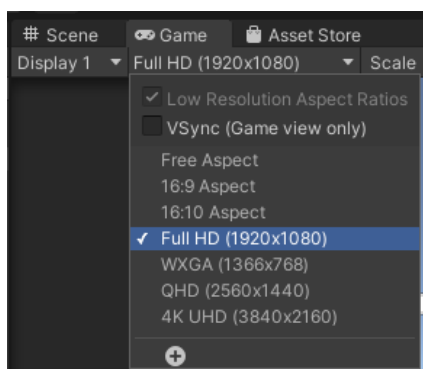 Scene Game Asset Store
Display 1 Full HD (1920x1080) Scale
Low Resolution Aspect Ratios
VSync (Game view only)
Free Aspect
16:9 Aspect
16:10 Aspect
Full HD (1920x1080)
WXGA (1366x768)
QHD (2560x1440)
4K UHD (3840x2160)